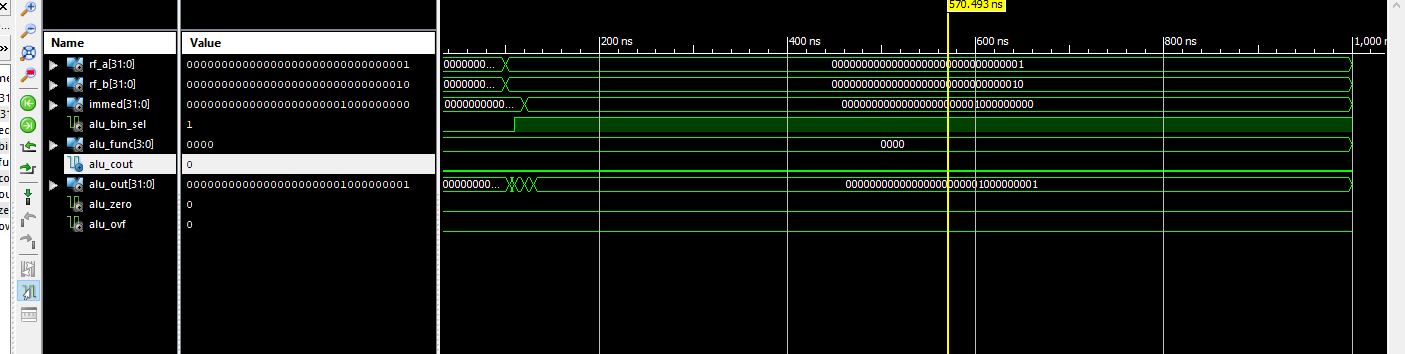 570.493 ns
Name
Value
200 ns
400 ns
600 ns
800 ns
1,000 n
rf_a[31:0]
00000000000000000000000000000001
0000000...
00000000000000000000000000000001
rf_b[31:0]
00000000000000000000000000000010
0000000...
00000000000000000000000000000010
immed[31:0]
00000000000000000000001000000000
0000000000...
00000000000000000000001000000000
alu_bin_sel
1
alu_func[3:0]
0000
0000
alu_cout
0
alu_out[31:0]
00000000000000000000001000000001
00000000...
00000000000000000000001000000001
alu_zero
0
alu_ovf
0